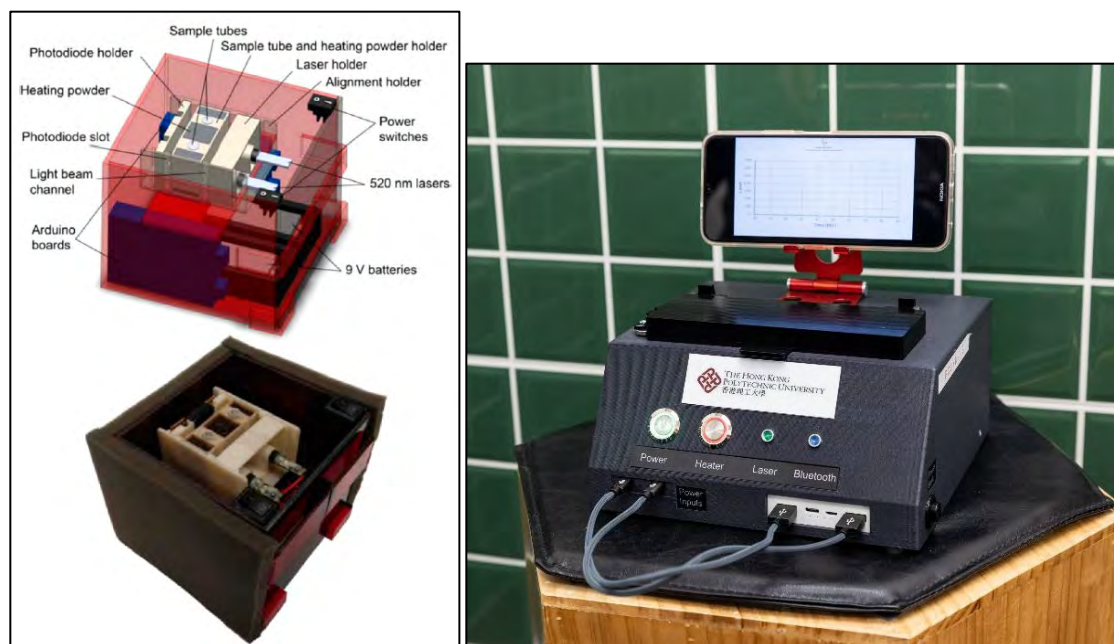 Sample tubes
Photodiode holder
Sample tube and heating powder holder
Laser holder
Heating powder
Alignment holder
Photodiode slot
Power
switches
Light beam
channel
520 nm lasers
Arduino
boards
9 V batteries
NOKIA
THE HONG KONG
POLYTECHNIC UNIVERSITY
香港理工大學
Power
Heater
Laser
Bluetooth
Power
Inputs